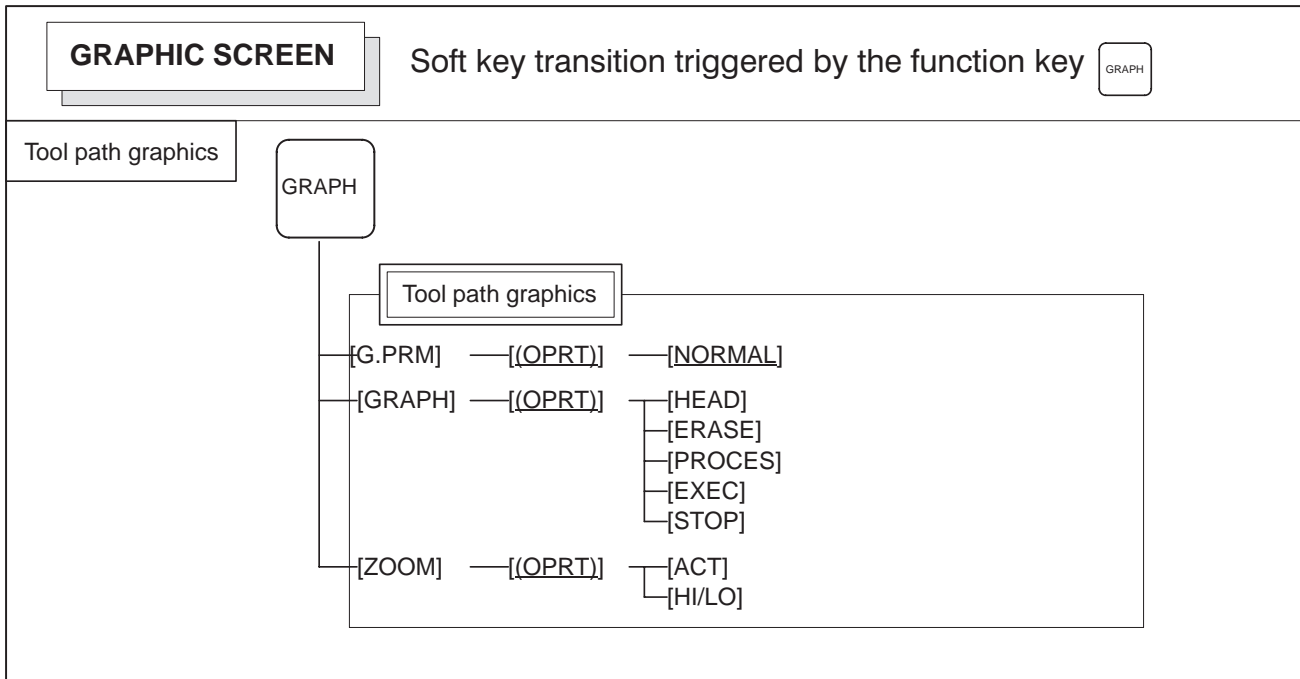 GRAPHIC SCREEN
Soft key transition triggered by the function key GRAPH
Tool path graphics
GRAPH
Tool path graphics
[G.PRM] [(OPRT)] [NORMAL]
[GRAPH] [(OPRT)] [HEAD]
[ERASE]
[PROCES]
[EXEC]
[STOP]
[ZOOM] [(OPRT)] [ACT]
[HI/LO]